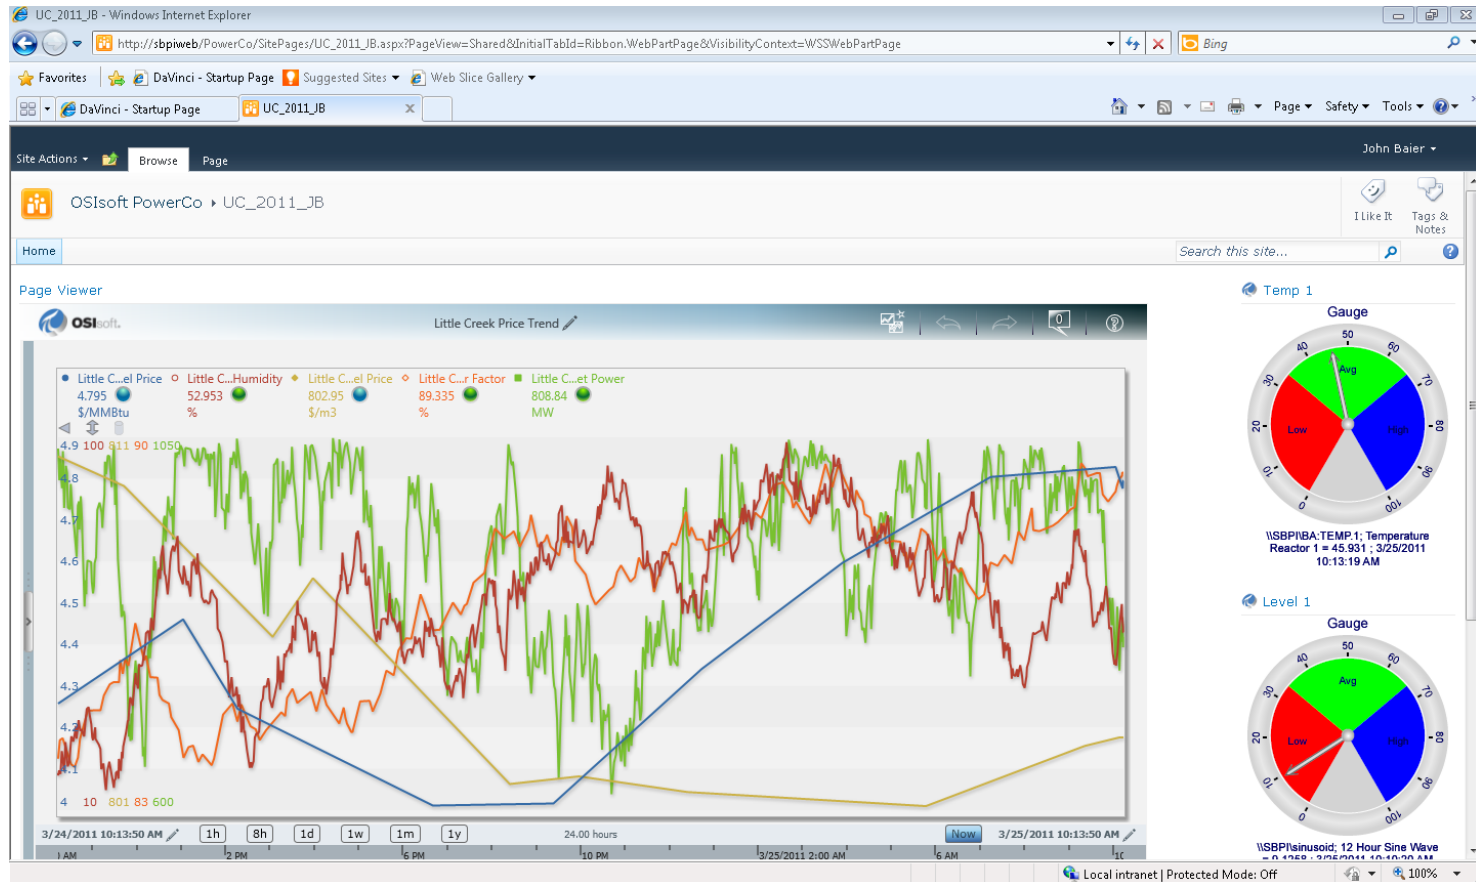 UC_2011_JB - Windows Internet Explorer
http://sbpiweb/PowerCo/SitePages/UC_2011_JB.aspx?PageView=Shared&InitialTabId=Ribbon.WebPartPage&VisibilityContext=WSSWebPartPage
Bing
Favorites DaVinci - Startup Page Suggested Sites Web Slice Gallery
DaVinci - Startup Page UC_2011_JB Page Safety Tools
John Baier
Site Actions Browse Page
OSIsoft PowerCo UC_2011_JB
I Like It Tags & Notes
Home Search this site...
Page Viewer
OSIsoft. Little Creek Price Trend 0
Little C...el Price Little C...Humidity Little C...el Price Little C...r Factor Little C...et Power
4.795 52.953 802.95 89.335 808.84
$/MMBtu % $/m3 % MW
4.9 100 811 90 1050
4.8
4.7
4.6
4.5
4.4
4.3
4.2
4.1
4 10 801 83 600
3/24/2011 10:13:50 AM 1h 8h 1d 1w 1m 1y 24.00 hours Now 3/25/2011 10:13:50 AM
AM 2 PM 6 PM 10 PM 3/25/2011 2:00 AM 6 AM
Temp 1
Gauge
0 10 20 30 40 50 60 70 80 90 100
Low Avg High
\\SBPI\BA:TEMP.1; Temperature
Reactor 1 = 45.931 ; 3/25/2011
10:13:19 AM
Level 1
Gauge
0 10 20 30 40 50 60 70 80 90 100
Low Avg High
\\SBPI\sinusoid; 12 Hour Sine Wave
Local intranet | Protected Mode: Off 100%